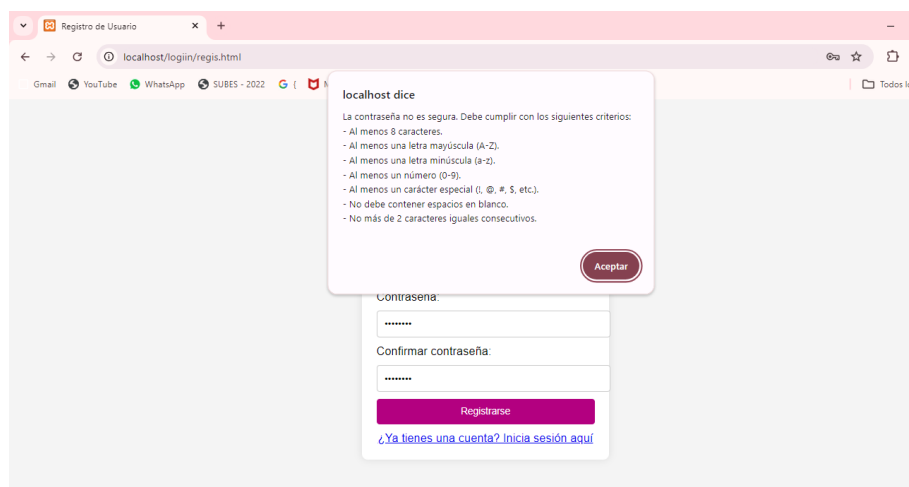 Registro de Usuario
localhost/logiin/regis.html
Gmail YouTube WhatsApp SUBES - 2022 Todos lo
localhost dice
La contraseña no es segura. Debe cumplir con los siguientes criterios:
- Al menos 8 caracteres.
- Al menos una letra mayúscula (A-Z).
- Al menos una letra minúscula (a-z).
- Al menos un número (0-9).
- Al menos un carácter especial (!, @, #, $, etc.).
- No debe contener espacios en blanco.
- No más de 2 caracteres iguales consecutivos.
Aceptar
Contraseña:
••••••••
Confirmar contraseña:
••••••••
Registrarse
¿Ya tienes una cuenta? Inicia sesión aquí